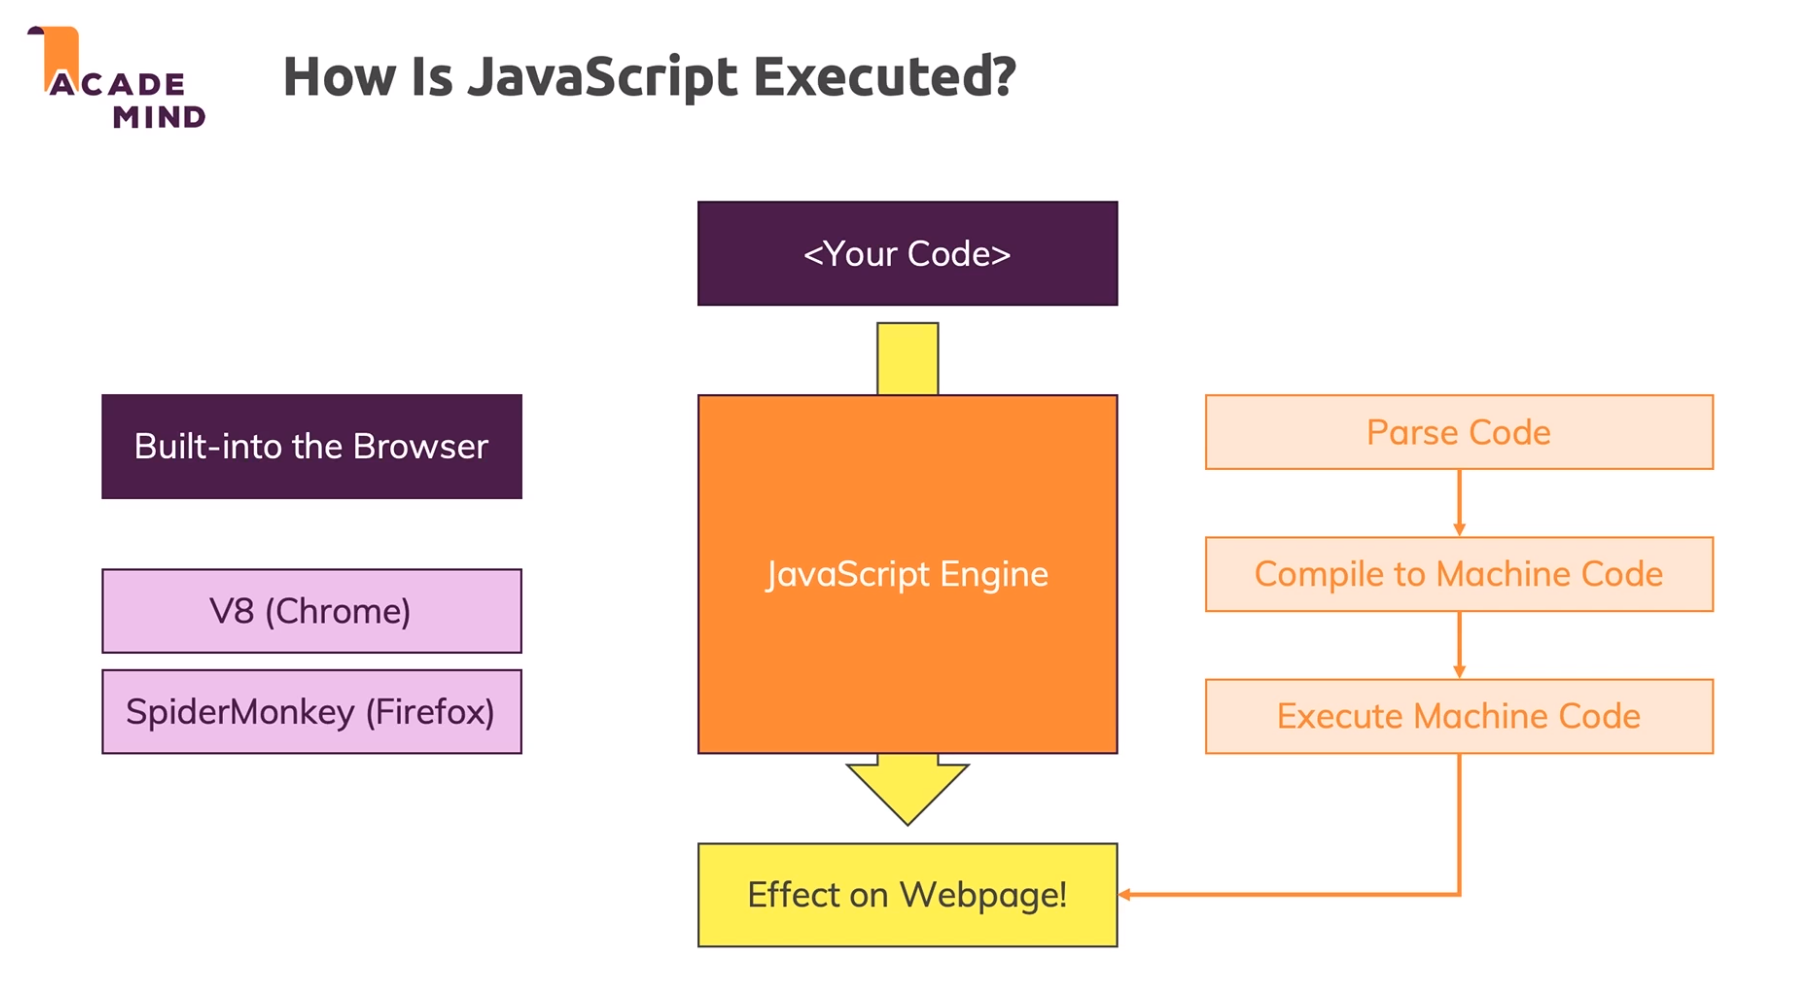 ACADE
MIND
How Is JavaScript Executed?
<Your Code>
Built-into the Browser
V8 (Chrome)
SpiderMonkey (Firefox)
JavaScript Engine
Parse Code
Compile to Machine Code
Execute Machine Code
Effect on Webpage!